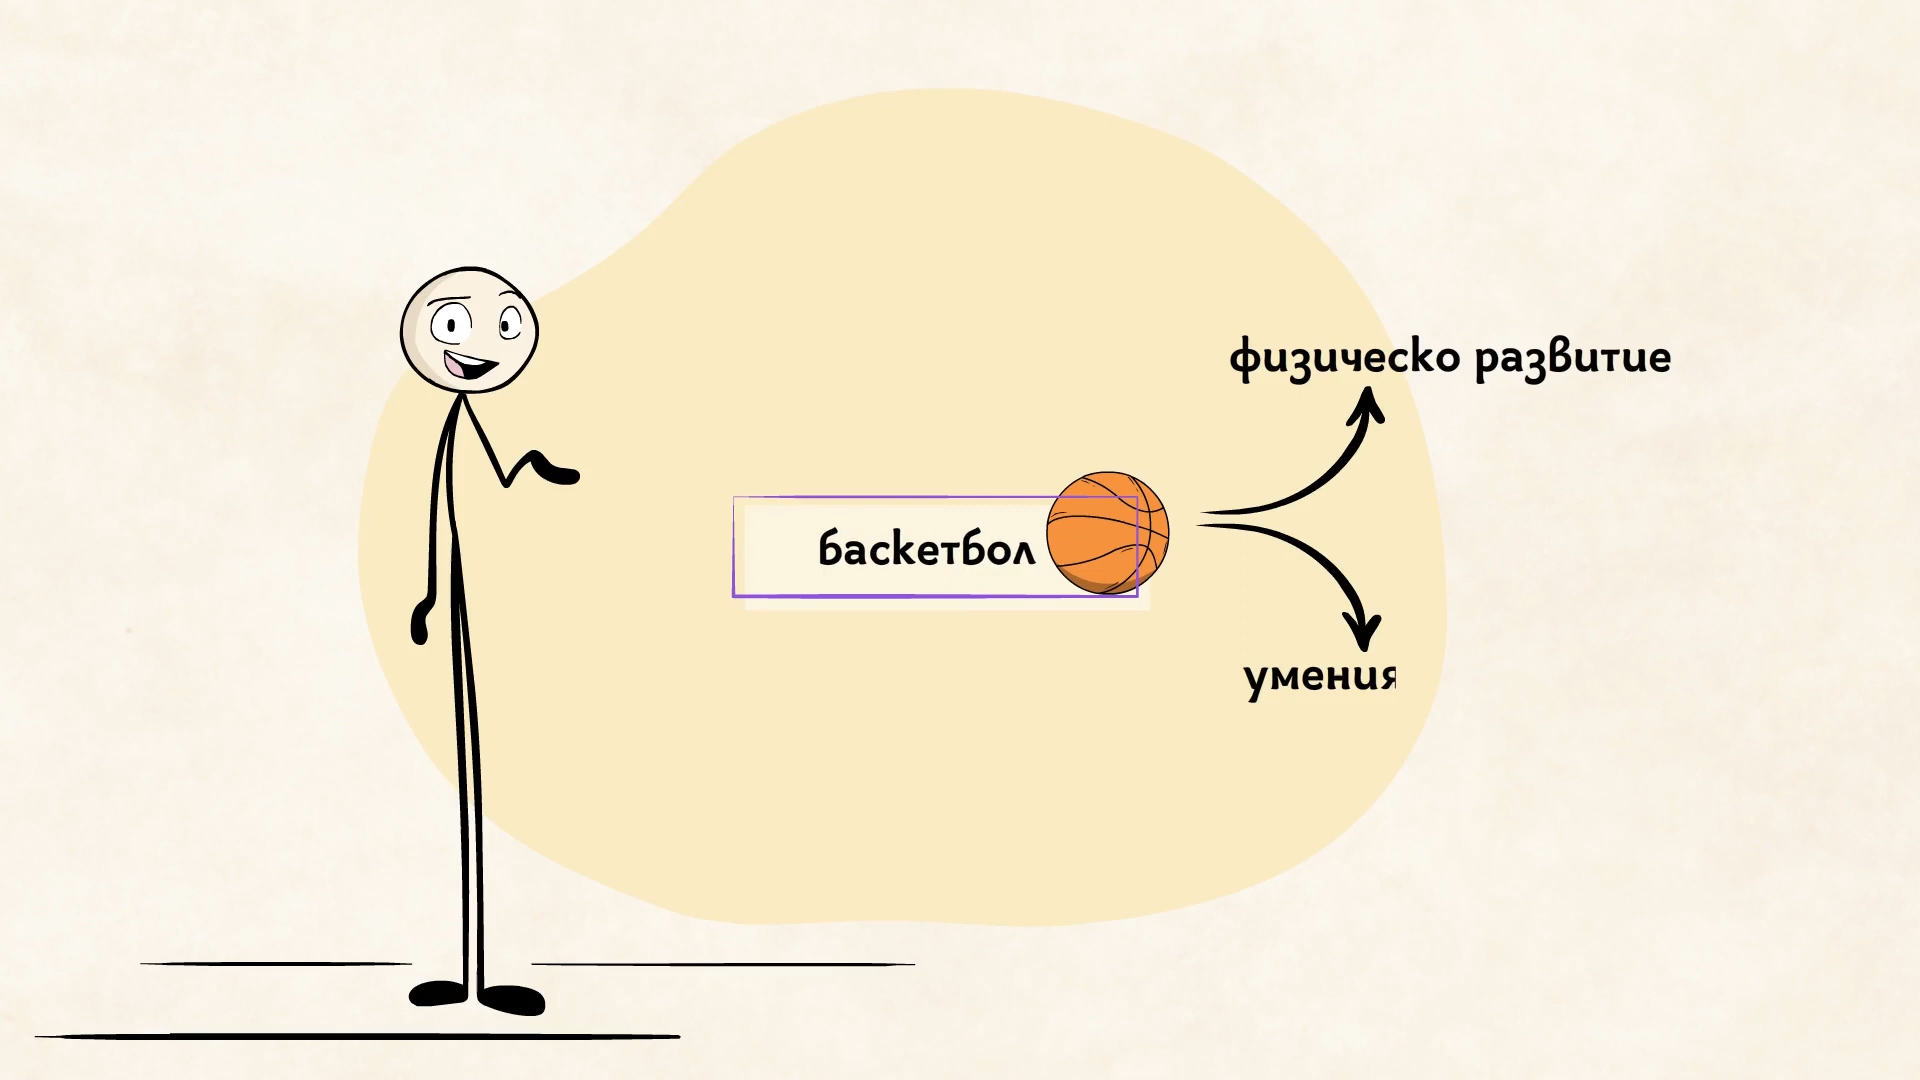 физическо развитие
баскетбол
умения